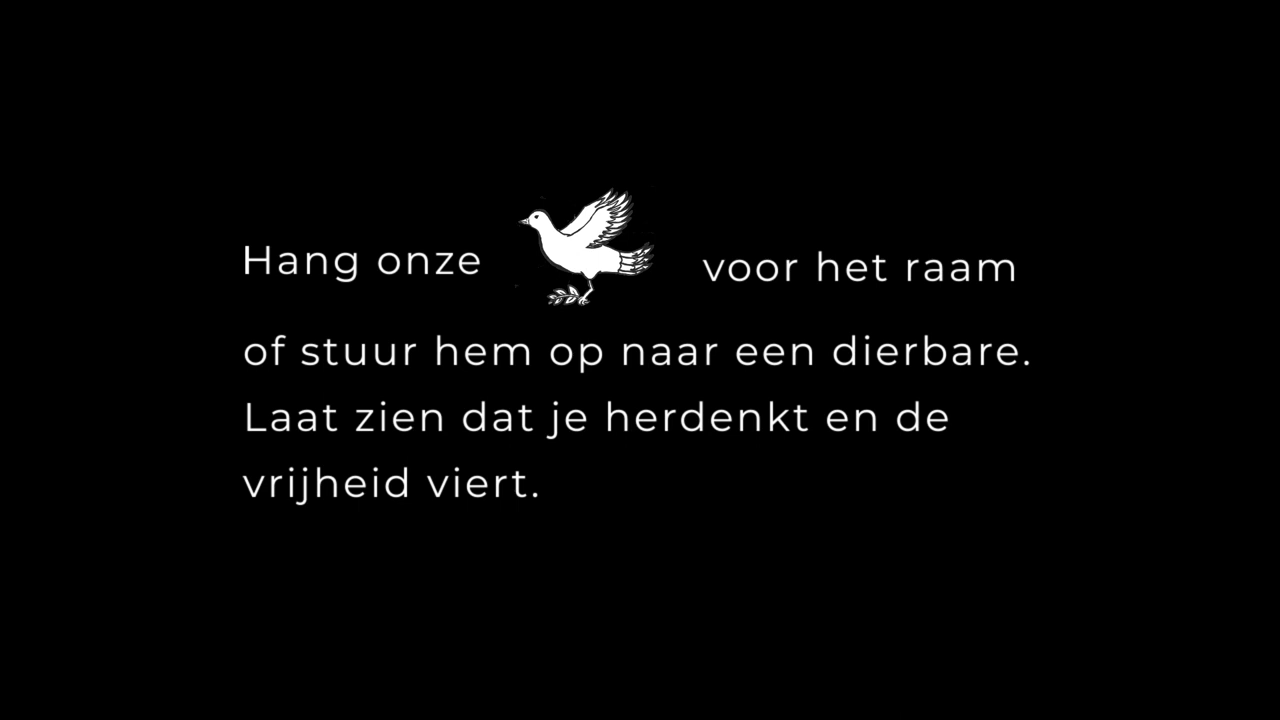 Hang onze voor het raam
of stuur hem op naar een dierbare.
Laat zien dat je herdenkt en de
vrijheid viert.